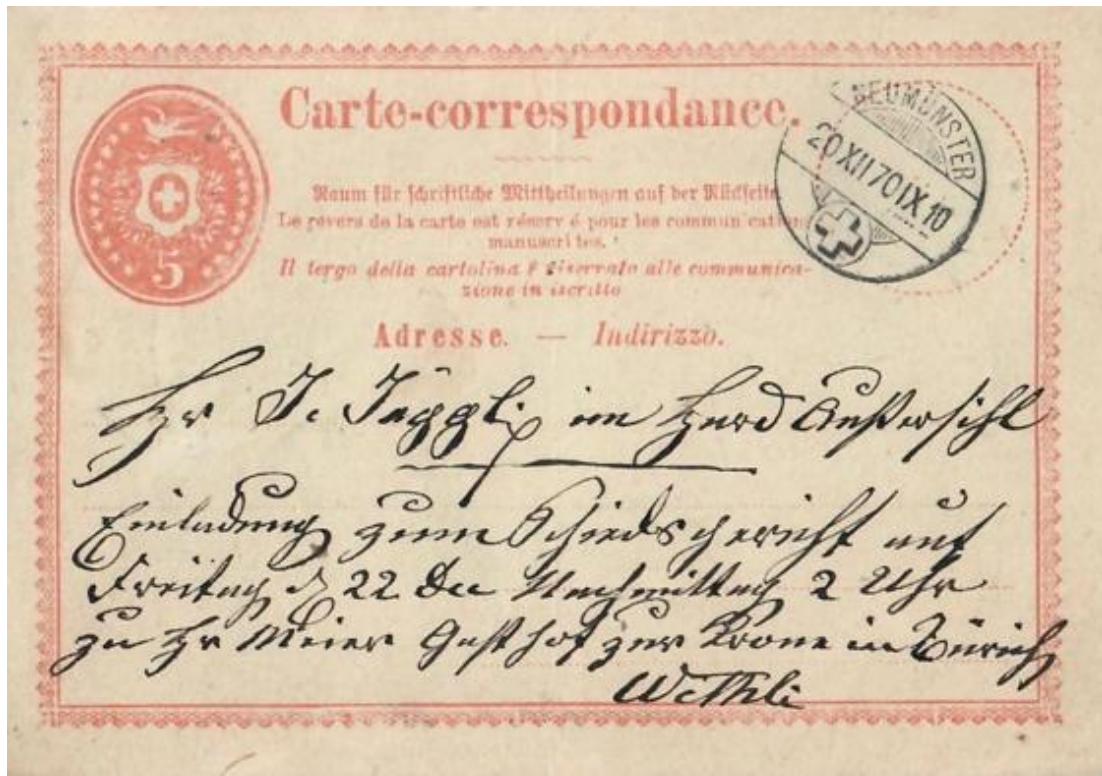 Carte-correspondance.
NEUMÜNSTER
20 XII 70 IX 10
Raum für schriftliche Mittheilungen auf der Rückseite
Le revers de la carte est réservé pour les communications
manuscrites.
Il tergo della cartolina è riserrato alle communica-
zione in iscritto
5
Adresse. — Indirizzo.
Hr J. Jäggli im Hard Außersihl
Einladung zum Schiedsgericht auf
Freitag d 22 Dec Nachmittag 2 Uhr
zu Hr Meier Gasthof zur Krone in Zürich